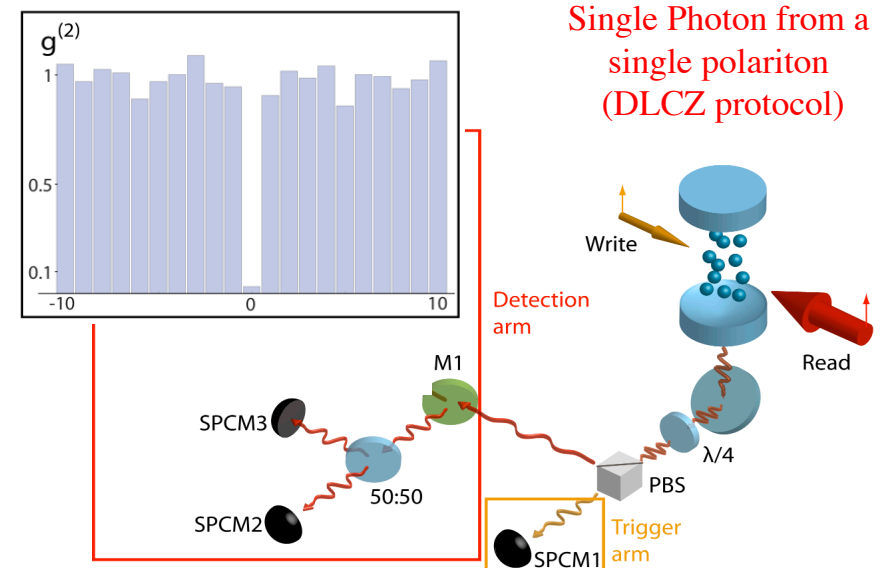 Single Photon from a
single polariton
(DLCZ protocol)
g(2)
1
0.5
0.1
-10
0
10
Write
Read
Detection
arm
M1
SPCM3
50:50
SPCM2
λ/4
PBS
Trigger
arm
SPCM1